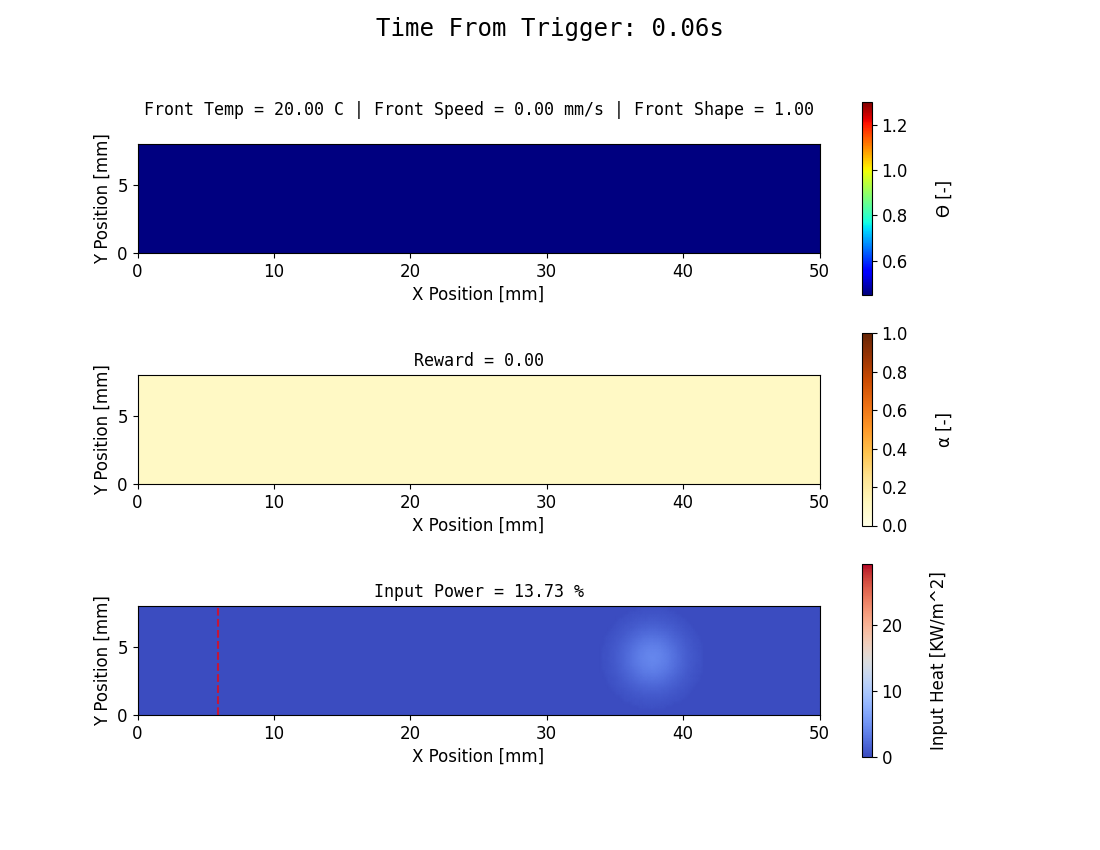 Time From Trigger: 0.06s
Front Temp = 20.00 C | Front Speed = 0.00 mm/s | Front Shape = 1.00
Y Position [mm]
5
0
0 10 20 30 40 50
X Position [mm]
1.2
1.0
0.8
0.6
Θ [-]
Reward = 0.00
Y Position [mm]
5
0
0 10 20 30 40 50
X Position [mm]
1.0
0.8
0.6
0.4
0.2
0.0
α [-]
Input Power = 13.73 %
Y Position [mm]
5
0
0 10 20 30 40 50
X Position [mm]
20
10
0
Input Heat [KW/m^2]